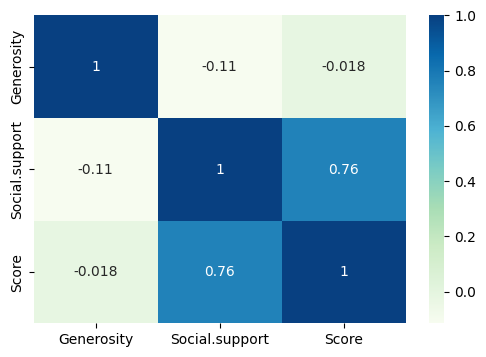 Generosity
1
-0.11
-0.018
Social.support
-0.11
1
0.76
Score
-0.018
0.76
1
Generosity
Social.support
Score
1.0
0.8
0.6
0.4
0.2
0.0